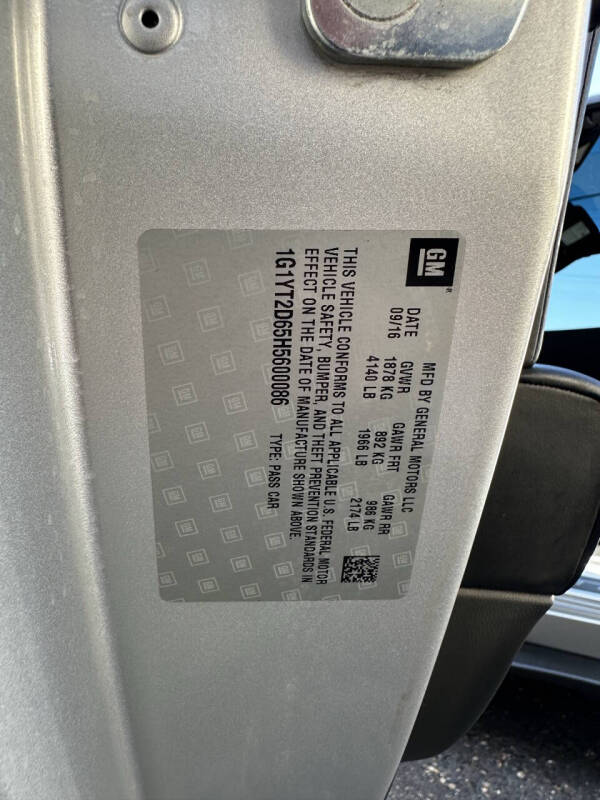 GM®
MFD BY GENERAL MOTORS LLC
DATE GVWR GAWR FRT GAWR RR
09/16 1878 KG 892 KG 986 KG
4140 LB 1966 LB 2174 LB
THIS VEHICLE CONFORMS TO ALL APPLICABLE U.S. FEDERAL MOTOR
VEHICLE SAFETY, BUMPER, AND THEFT PREVENTION STANDARDS IN
EFFECT ON THE DATE OF MANUFACTURE SHOWN ABOVE.
1G1YT2D65H5600086 TYPE: PASS CAR